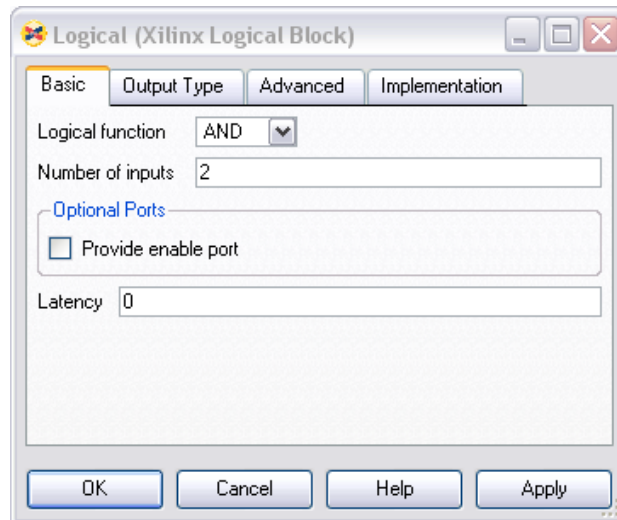 Logical (Xilinx Logical Block)
Basic Output Type Advanced Implementation
Logical function AND
Number of inputs 2
Optional Ports
Provide enable port
Latency 0
OK Cancel Help Apply